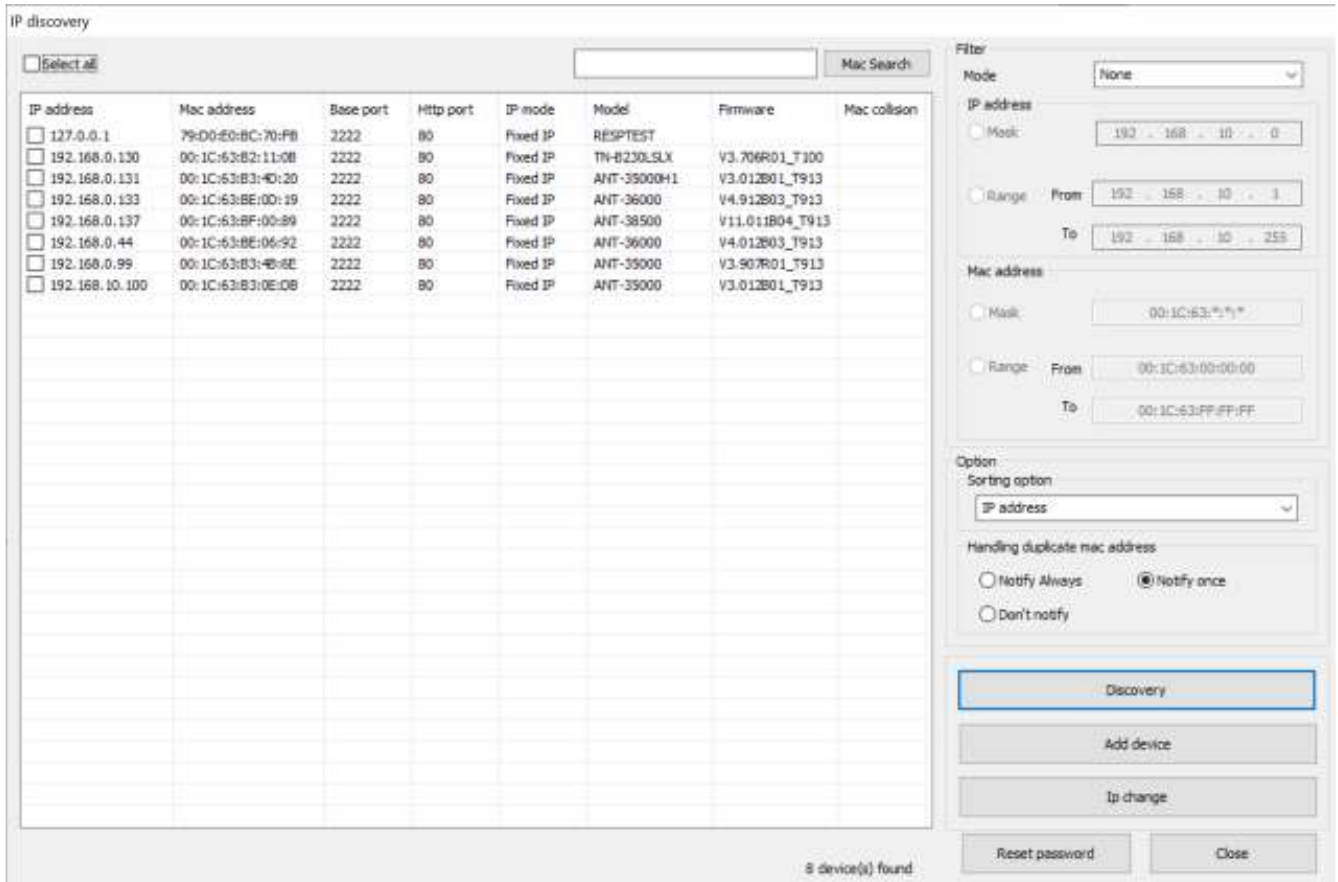 IP discovery
Select all
Mac Search
IP address Mac address Base port Http port IP mode Model Firmware Mac collision
127.0.0.1 79:D0:E0:BC:70:FB 2222 80 Fixed IP RESPTEST
192.168.0.130 00:1C:63:B2:11:0B 2222 80 Fixed IP TN-B230LSLX V3.706R01_T100
192.168.0.131 00:1C:63:B3:4D:20 2222 80 Fixed IP ANT-35000H1 V3.012B01_T913
192.168.0.133 00:1C:63:BE:0D:19 2222 80 Fixed IP ANT-36000 V4.912B03_T913
192.168.0.137 00:1C:63:BF:00:89 2222 80 Fixed IP ANT-38500 V11.011B04_T913
192.168.0.44 00:1C:63:BE:06:92 2222 80 Fixed IP ANT-36000 V4.012B03_T913
192.168.0.99 00:1C:63:B3:4B:6E 2222 80 Fixed IP ANT-35000 V3.907R01_T913
192.168.10.100 00:1C:63:B3:0E:DB 2222 80 Fixed IP ANT-35000 V3.012B01_T913
8 device(s) found
Filter
Mode None
IP address
Mask 192 . 168 . 10 . 0
Range From 192 . 168 . 10 . 1
To 192 . 168 . 10 . 255
Mac address
Mask 00:1C:63:*:*:*
Range From 00:1C:63:00:00:00
To 00:1C:63:FF:FF:FF
Option
Sorting option
IP address
Handling duplicate mac address
Notify Always Notify once
Don't notify
Discovery
Add device
Ip change
Reset password Close